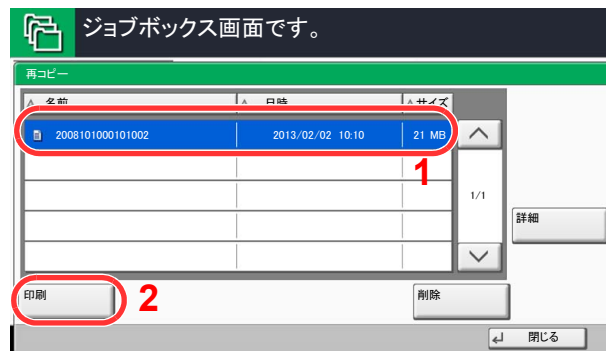 ジョブボックス画面です。
再コピー
名前 日時 サイズ
2008101000101002 2013/02/02 10:10 21 MB
1
1/1
詳細
印刷 2 削除
閉じる